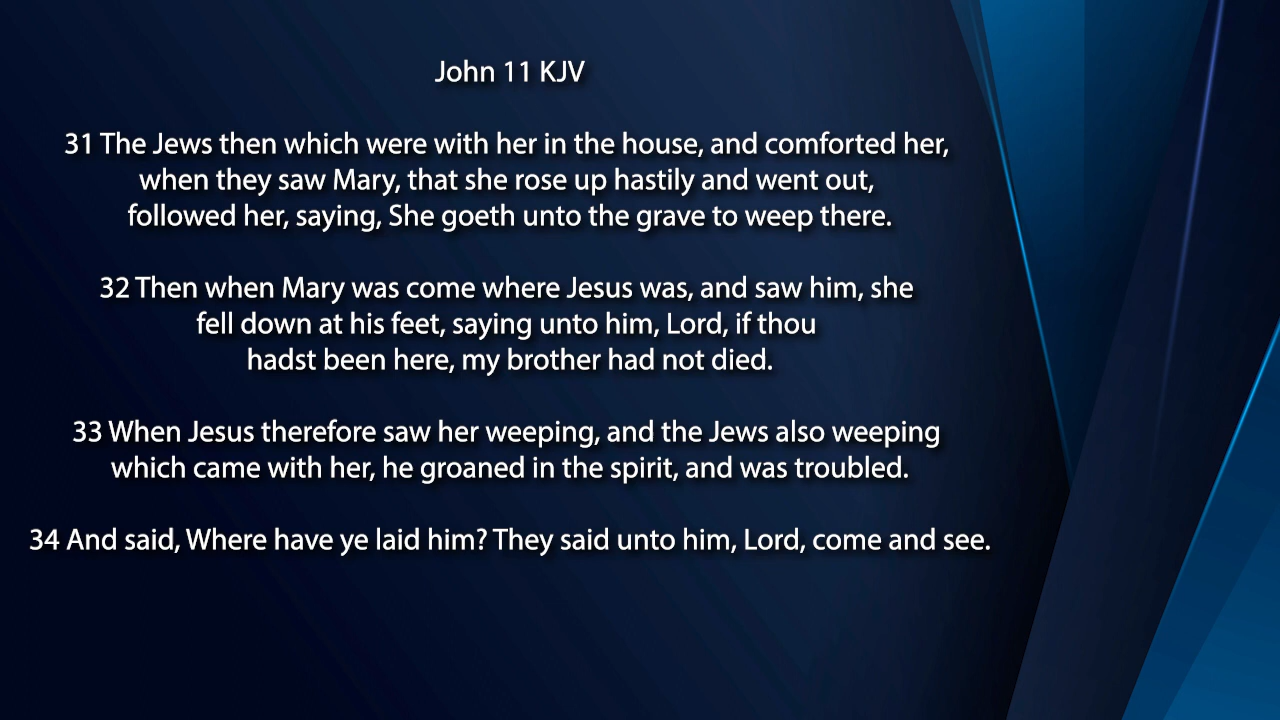 John 11 KJV
31 The Jews then which were with her in the house, and comforted her,
when they saw Mary, that she rose up hastily and went out,
followed her, saying, She goeth unto the grave to weep there.
32 Then when Mary was come where Jesus was, and saw him, she
fell down at his feet, saying unto him, Lord, if thou
hadst been here, my brother had not died.
33 When Jesus therefore saw her weeping, and the Jews also weeping
which came with her, he groaned in the spirit, and was troubled.
34 And said, Where have ye laid him? They said unto him, Lord, come and see.